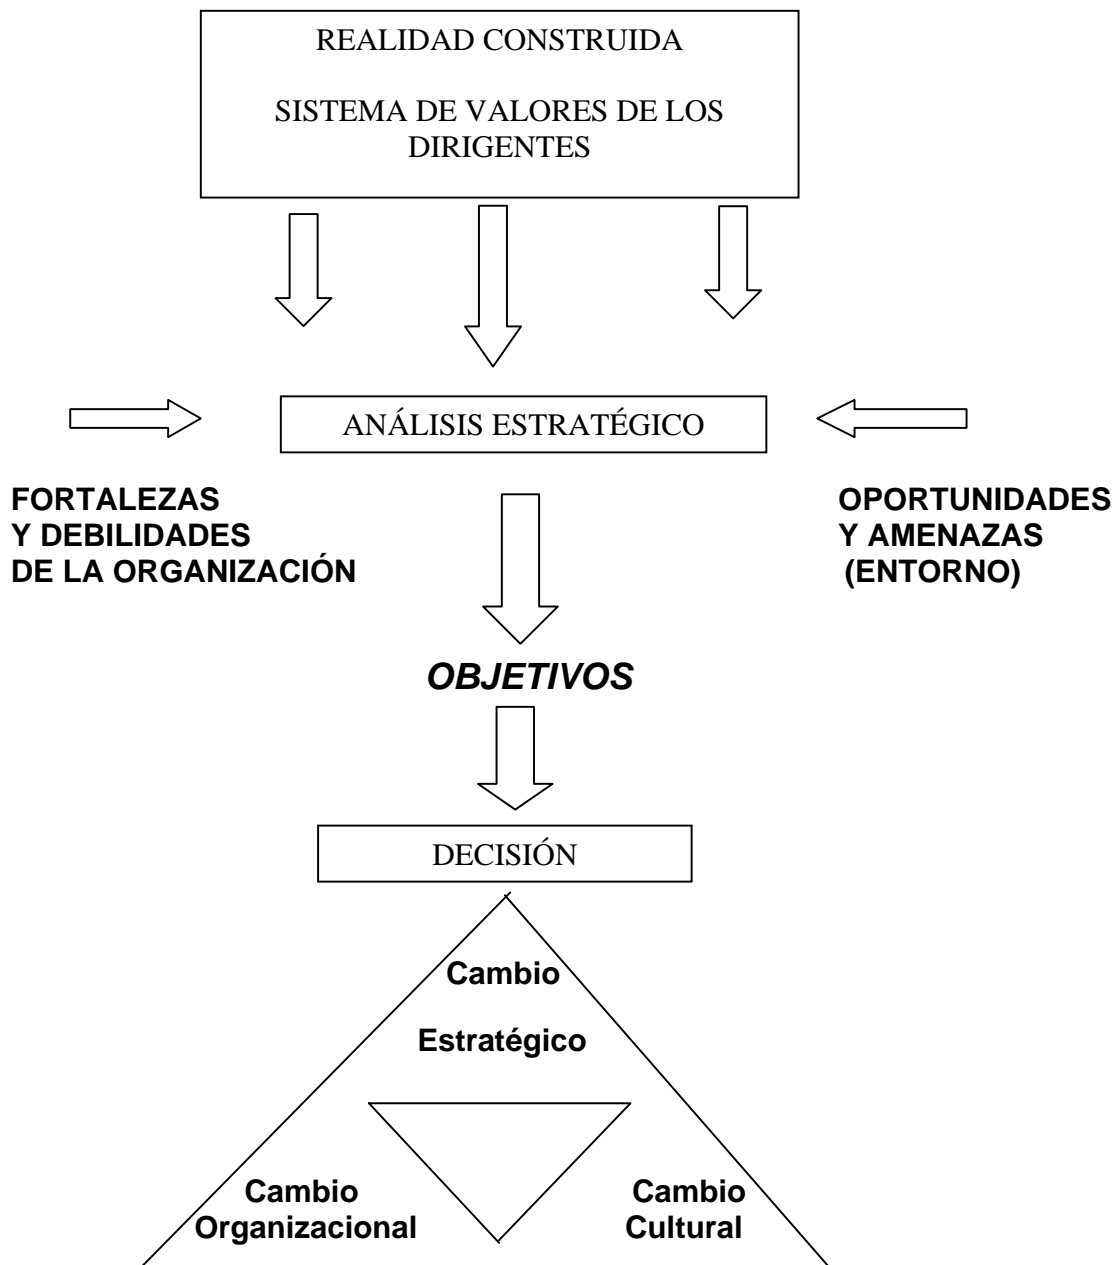 REALIDAD CONSTRUIDA
SISTEMA DE VALORES DE LOS
DIRIGENTES
ANÁLISIS ESTRATÉGICO
FORTALEZAS
Y DEBILIDADES
DE LA ORGANIZACIÓN
OPORTUNIDADES
Y AMENAZAS
(ENTORNO)
OBJETIVOS
DECISIÓN
Cambio
Estratégico
Cambio
Organizacional
Cambio
Cultural